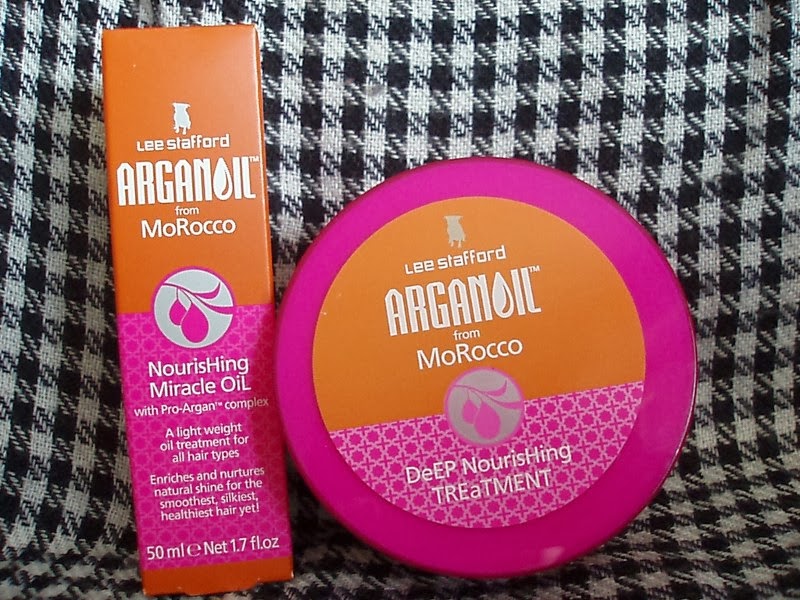 Lee Stafford
ARGANOIL™
from
MoRocco
NourisHing
Miracle OiL
with Pro-Argan™ complex
A light weight
oil treatment for
all hair types
Enriches and nurtures
natural shine for the
smoothest, silkiest,
healthiest hair yet!
50 ml e Net 1.7 fl.oz
Lee Stafford
ARGANOIL™
from
MoRocco
DeEP NourisHing
TREaTMENT